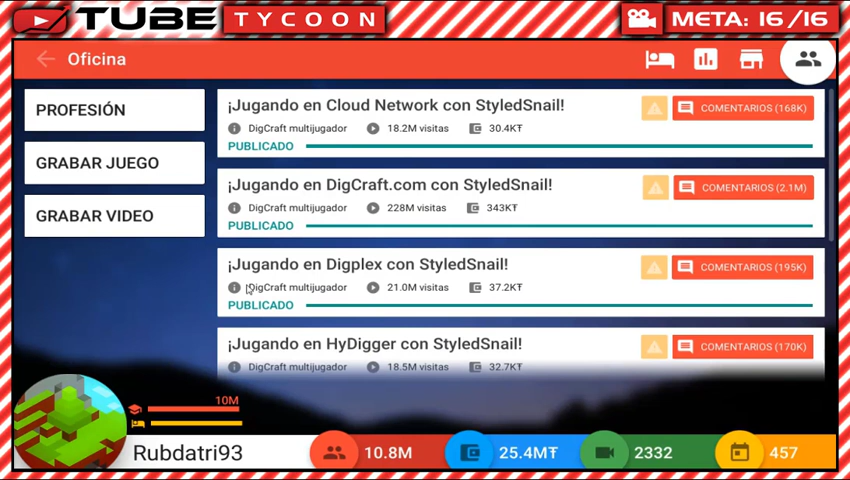 TUBE TYCOON
META: 16/16
Oficina
PROFESIÓN
GRABAR JUEGO
GRABAR VIDEO
¡Jugando en Cloud Network con StyledSnail!
COMENTARIOS (168K)
DigCraft multijugador 18.2M visitas 30.4KŦ
PUBLICADO
¡Jugando en DigCraft.com con StyledSnail!
COMENTARIOS (2.1M)
DigCraft multijugador 228M visitas 343KŦ
PUBLICADO
¡Jugando en Digplex con StyledSnail!
COMENTARIOS (195K)
DigCraft multijugador 21.0M visitas 37.2KŦ
PUBLICADO
¡Jugando en HyDigger con StyledSnail!
COMENTARIOS (170K)
DigCraft multijugador 18.5M visitas 32.7KŦ
10M
Rubdatri93 10.8M 25.4MŦ 2332 457